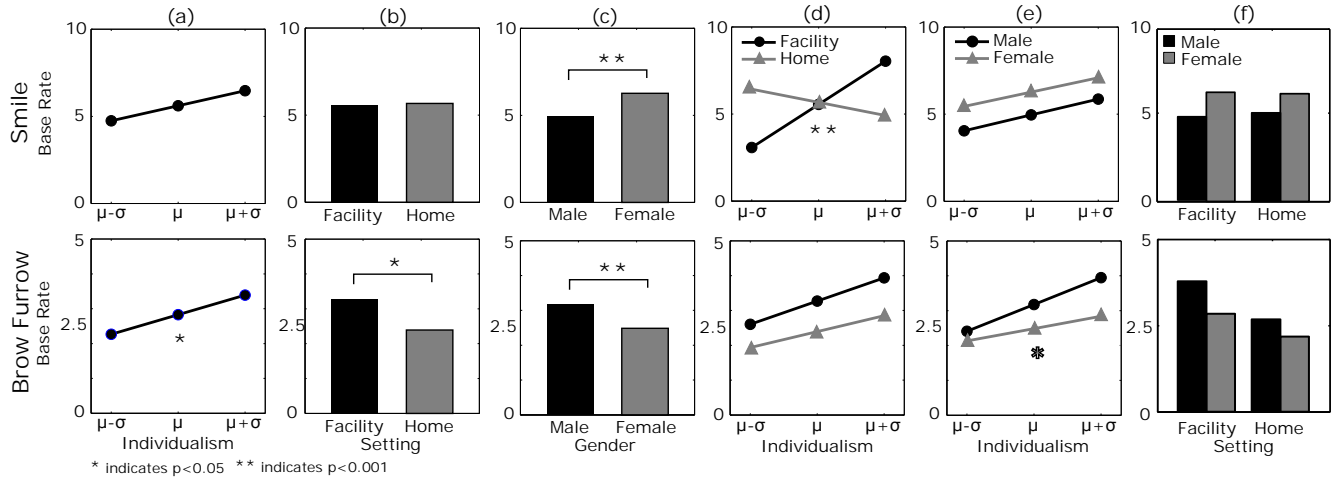 (a) (b) (c) (d) (e) (f)
Smile
Base Rate
10
5
0
μ-σ μ μ+σ
10
5
0
Facility Home
10
5
0
**
Male Female
10
5
0
Facility
Home
**
μ-σ μ μ+σ
10
5
0
Male
Female
μ-σ μ μ+σ
10
5
0
Male
Female
Facility Home
Brow Furrow
Base Rate
5
2.5
0
*
μ-σ μ μ+σ
Individualism
5
2.5
0
*
Facility Home
Setting
5
2.5
0
**
Male Female
Gender
5
2.5
0
μ-σ μ μ+σ
Individualism
5
2.5
0
*
μ-σ μ μ+σ
Individualism
5
2.5
0
Facility Home
Setting
* indicates p<0.05 ** indicates p<0.001